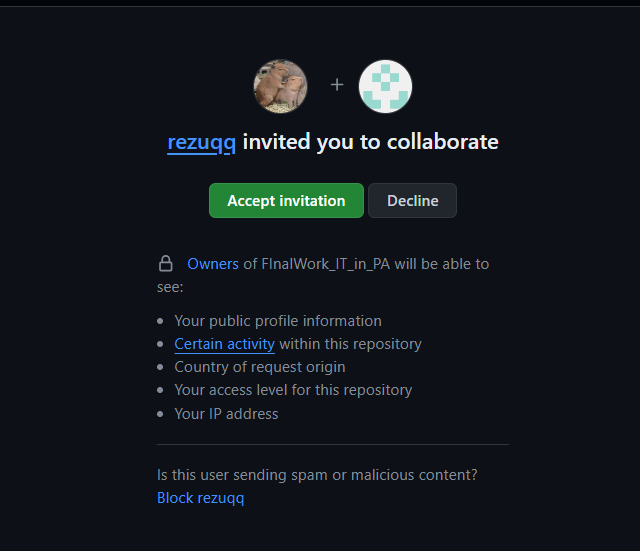 rezuqq invited you to collaborate
Accept invitation
Decline
Owners of FInalWork_IT_in_PA will be able to
see:
Your public profile information
Certain activity within this repository
Country of request origin
Your access level for this repository
Your IP address
Is this user sending spam or malicious content?
Block rezuqq